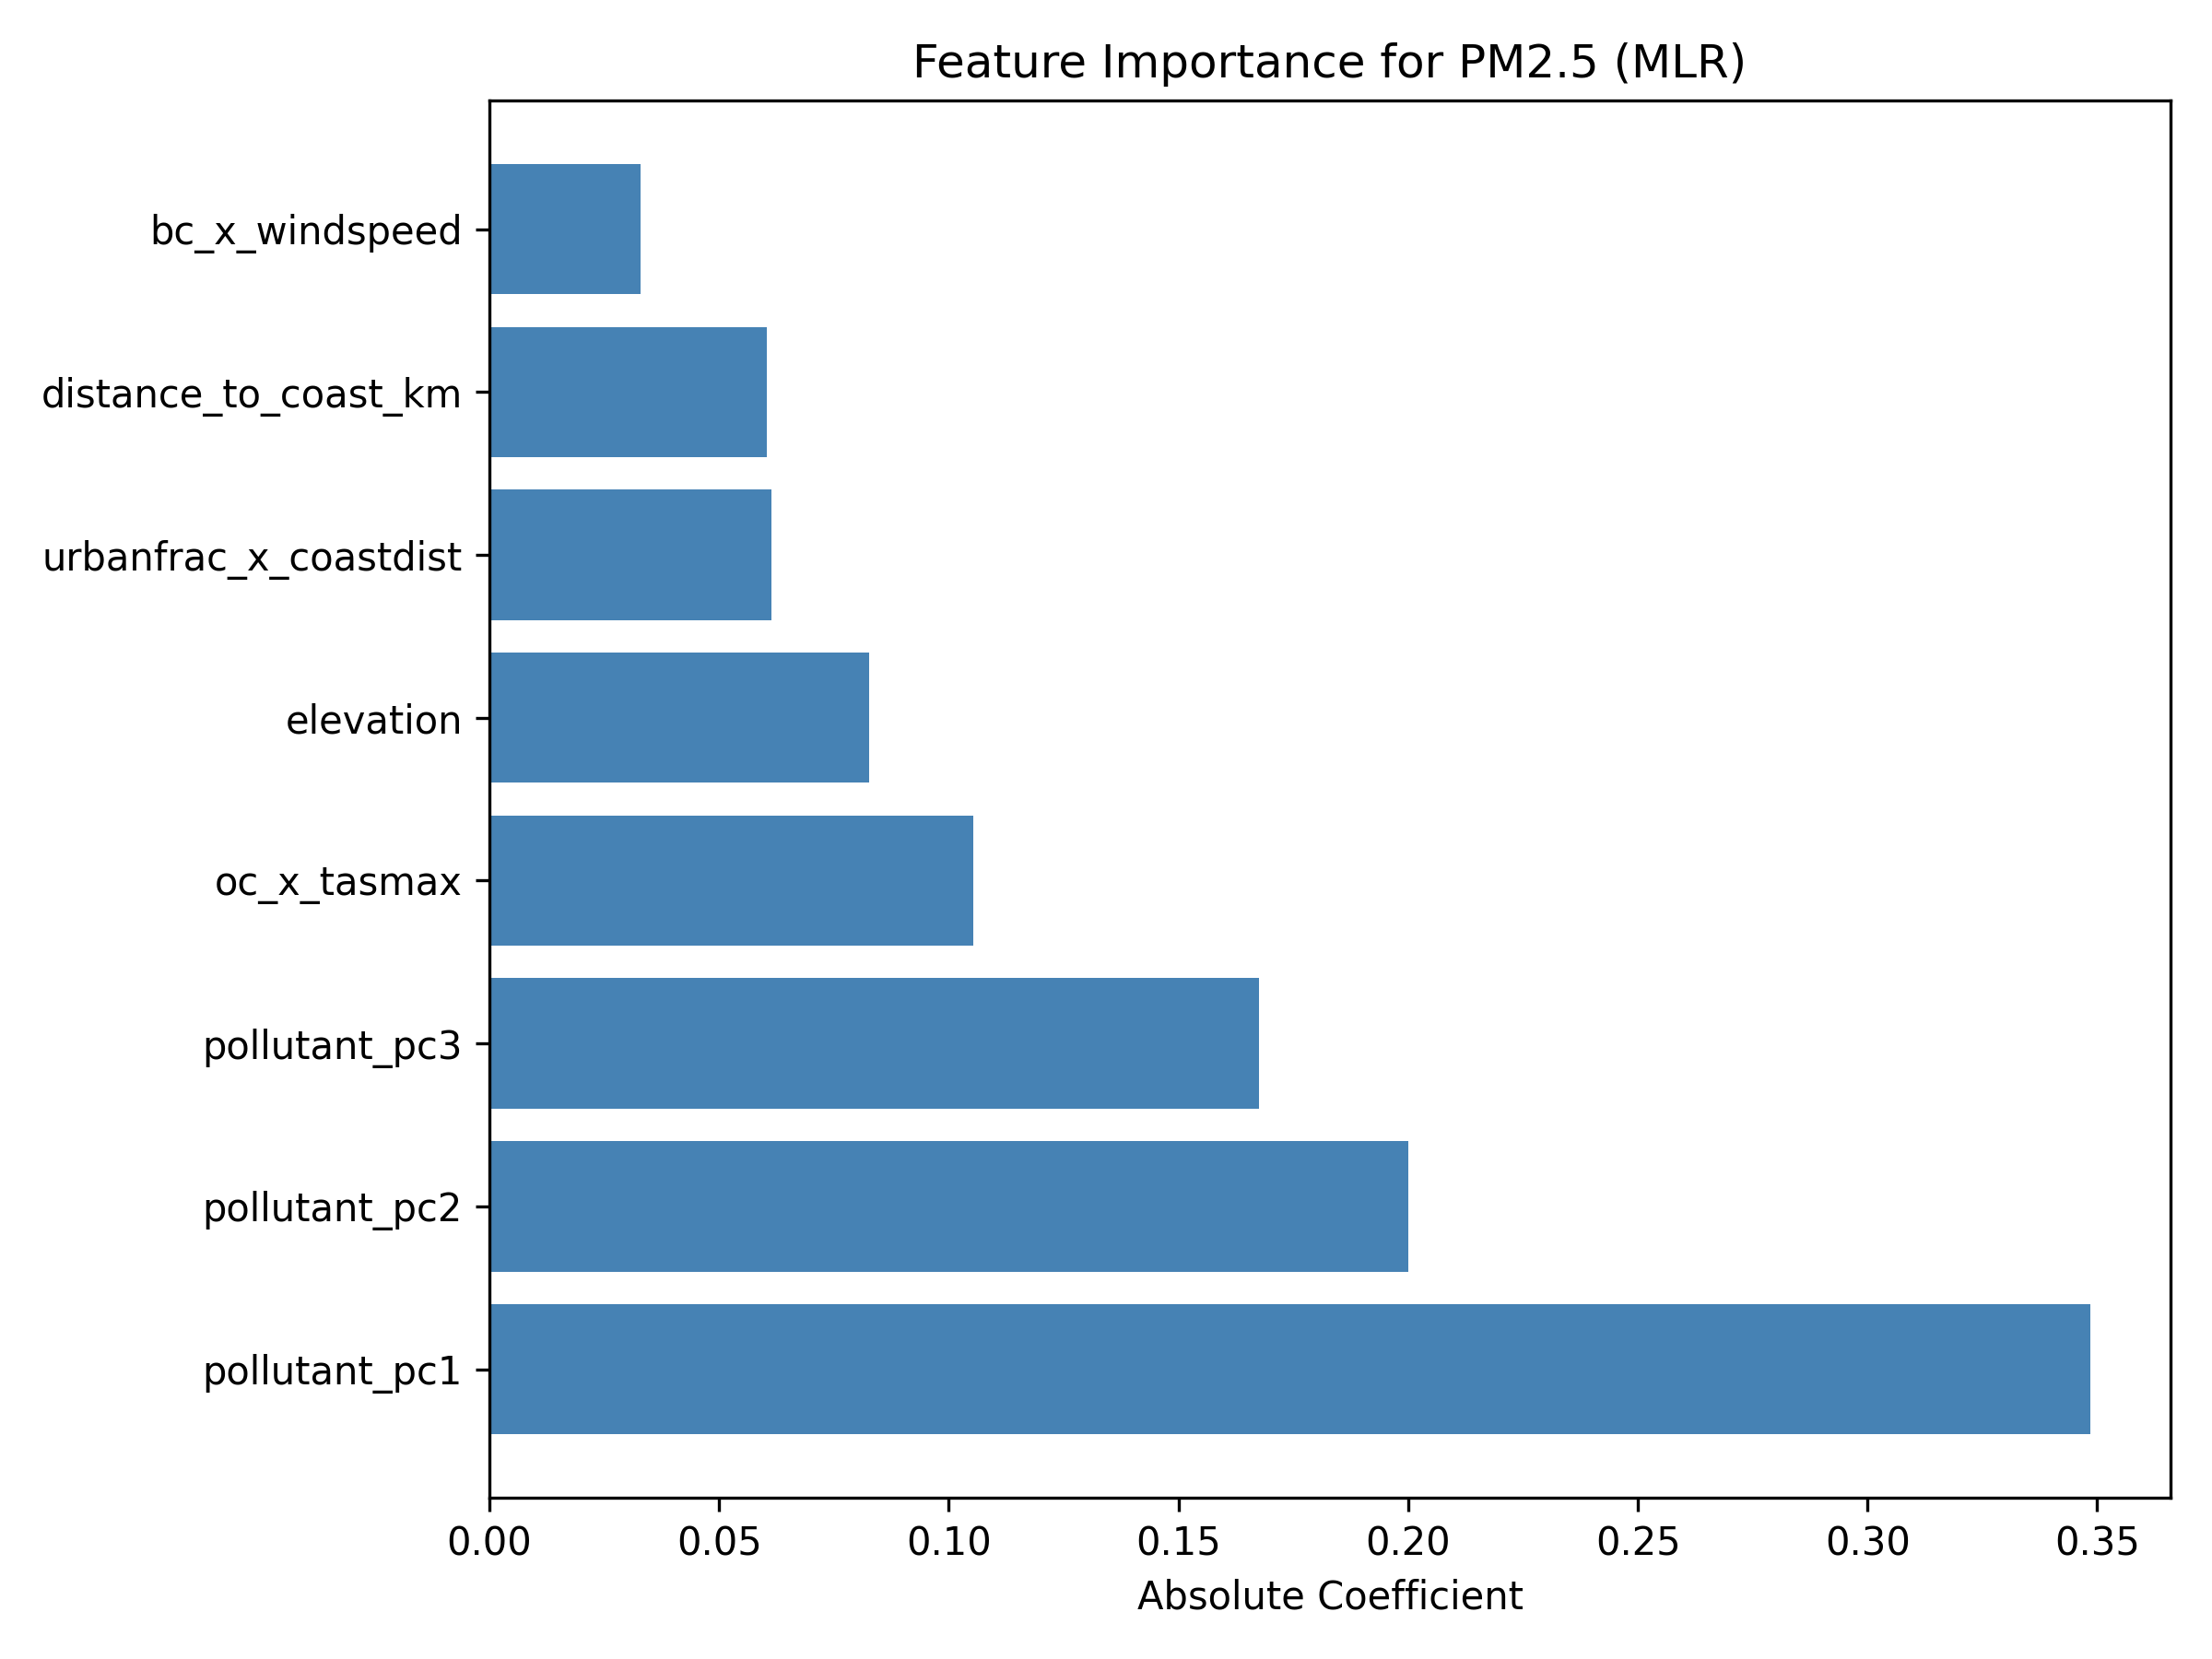 Feature Importance for PM2.5 (MLR)
bc_x_windspeed
distance_to_coast_km
urbanfrac_x_coastdist
elevation
oc_x_tasmax
pollutant_pc3
pollutant_pc2
pollutant_pc1
0.00 0.05 0.10 0.15 0.20 0.25 0.30 0.35
Absolute Coefficient